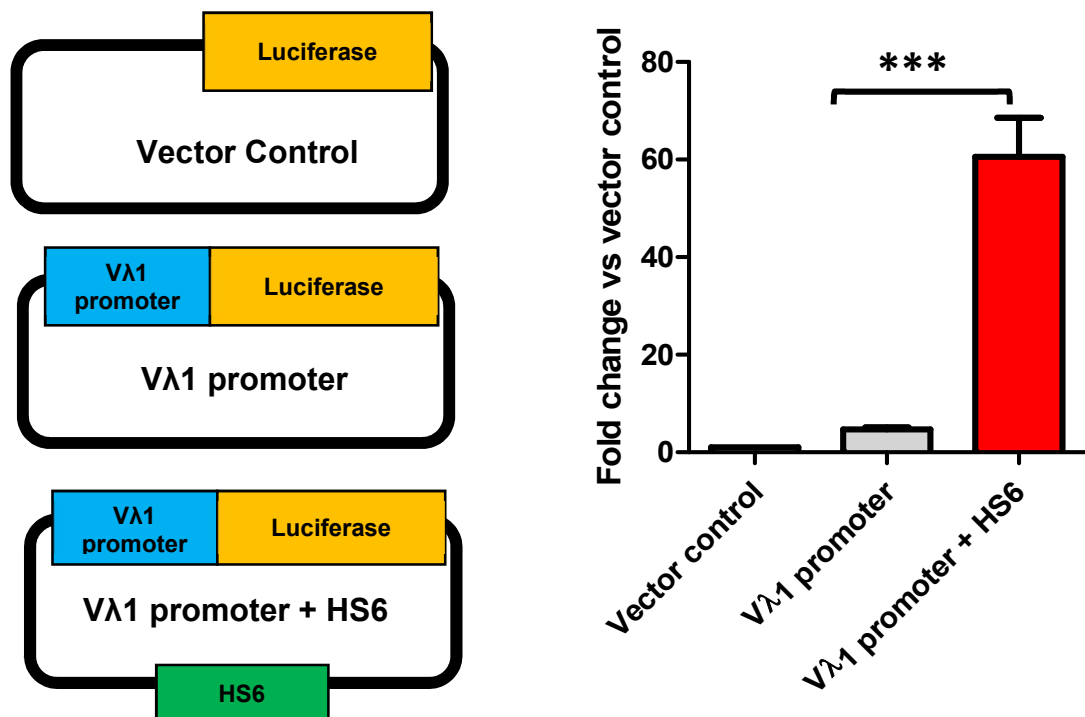 Luciferase
Vector Control
Vλ1
promoter
Luciferase
Vλ1 promoter
Vλ1
promoter
Luciferase
Vλ1 promoter + HS6
HS6
Fold change vs vector control
80
60
40
20
0
***
Vector control
Vλ1 promoter
Vλ1 promoter + HS6